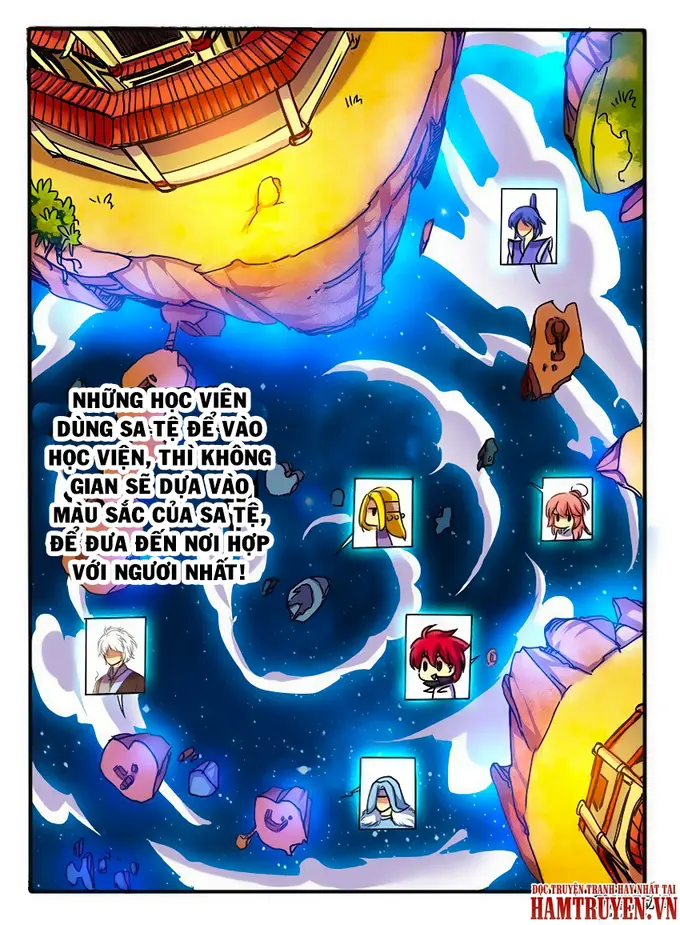 NHỮNG HỌC VIÊN
DÙNG SA TỆ ĐỂ VÀO
HỌC VIỆN, THÌ KHÔNG
GIAN SẼ DỰA VÀO
MÀU SẮC CỦA SA TỆ,
ĐỂ ĐƯA ĐẾN NƠI HỢP
VỚI NGƯƠI NHẤT!
ĐỌC TRUYỆN TRANH HAY NHẤT TẠI
HAMTRUYEN.VN